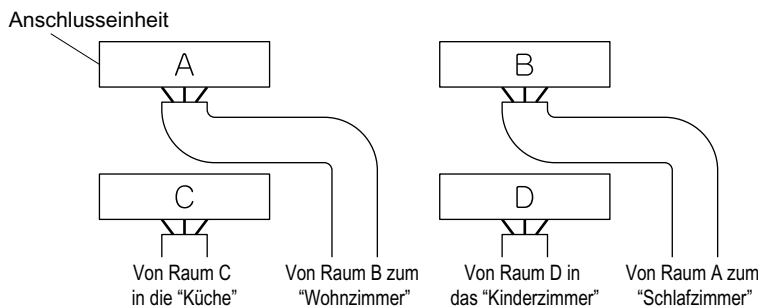 Anschlusseinheit
A
B
C
D
Von Raum C
in die “Küche”
Von Raum B zum
“Wohnzimmer”
Von Raum D in
das “Kinderzimmer”
Von Raum A zum
“Schlafzimmer”